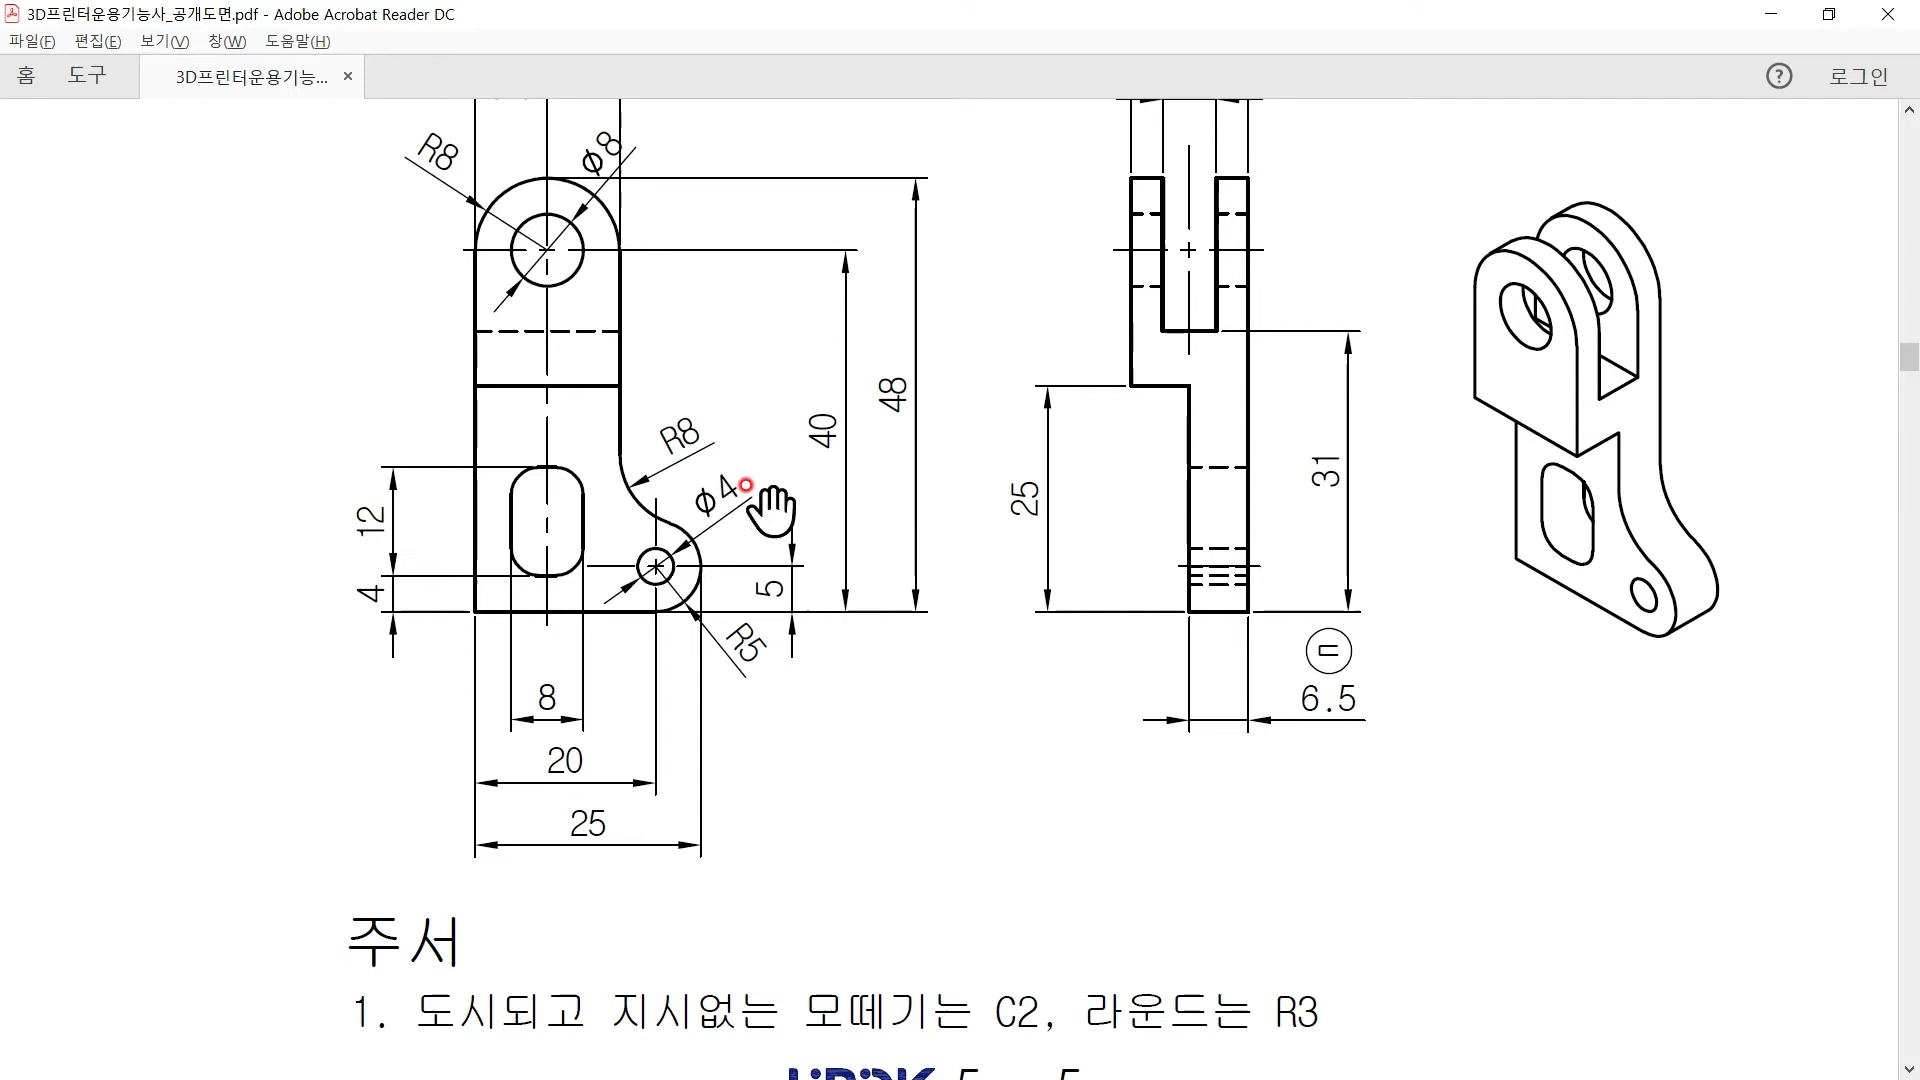 3D프린터운용기능사_공개도면.pdf - Adobe Acrobat Reader DC
파일(F) 편집(E) 보기(V) 창(W) 도움말(H)
홈 도구 3D프린터운용기능... × ? 로그인
R8 ϕ8
48
40
R8
ϕ4
12
4
5
R5
8
20
25
25
31
ㄷ
6.5
주서
1. 도시되고 지시없는 모떼기는 C2, 라운드는 R3